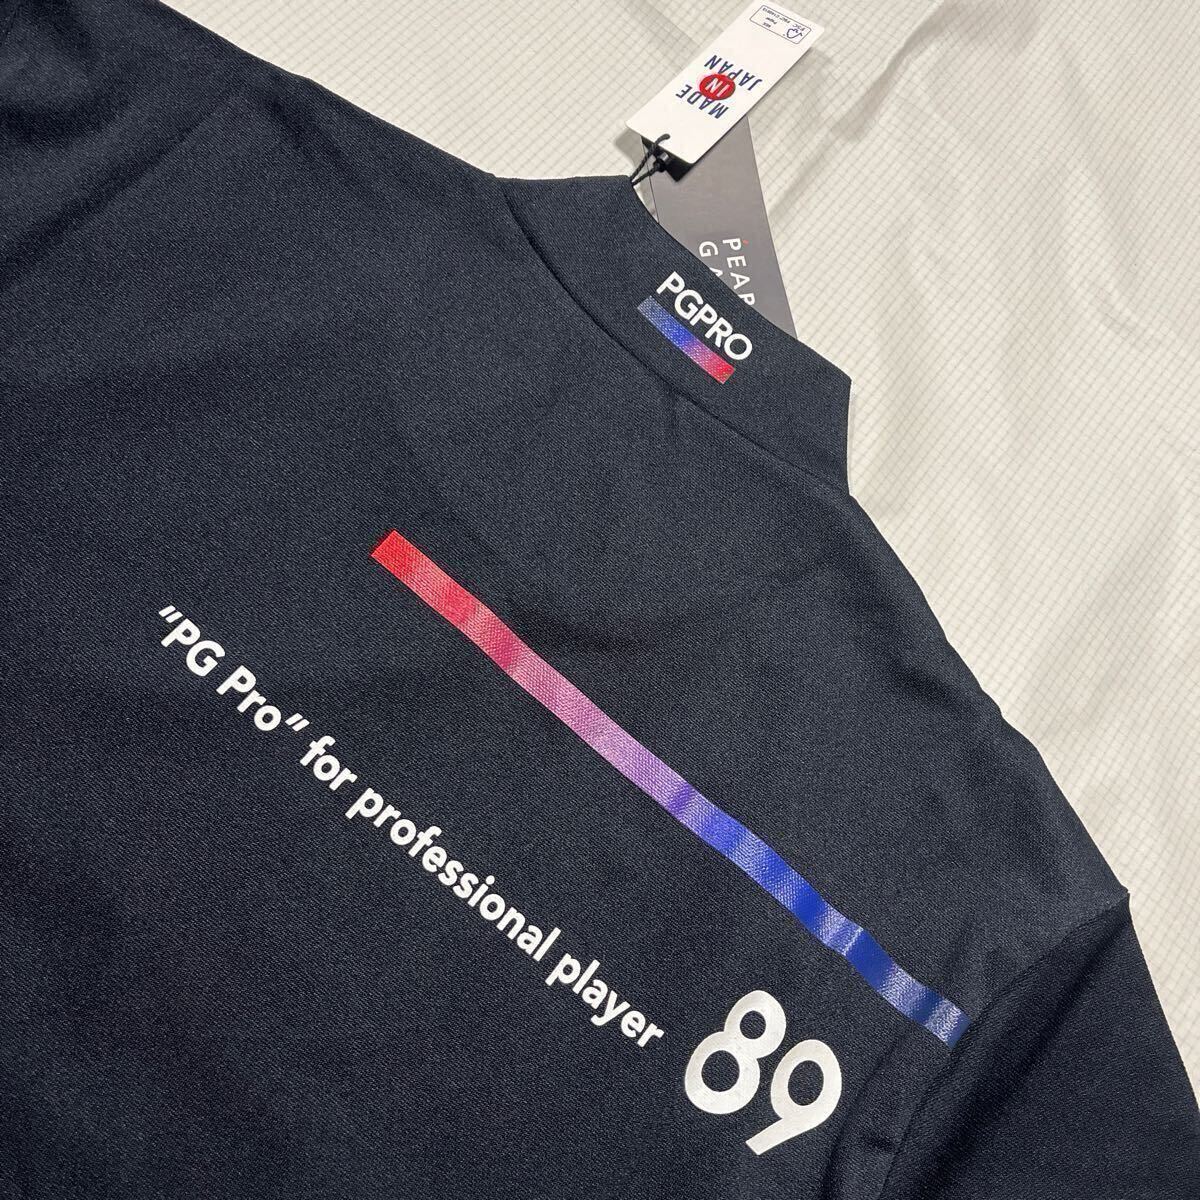 MADE
IN
JAPAN
PEAR
GA
PGPRO
"PG Pro" for professional player
89